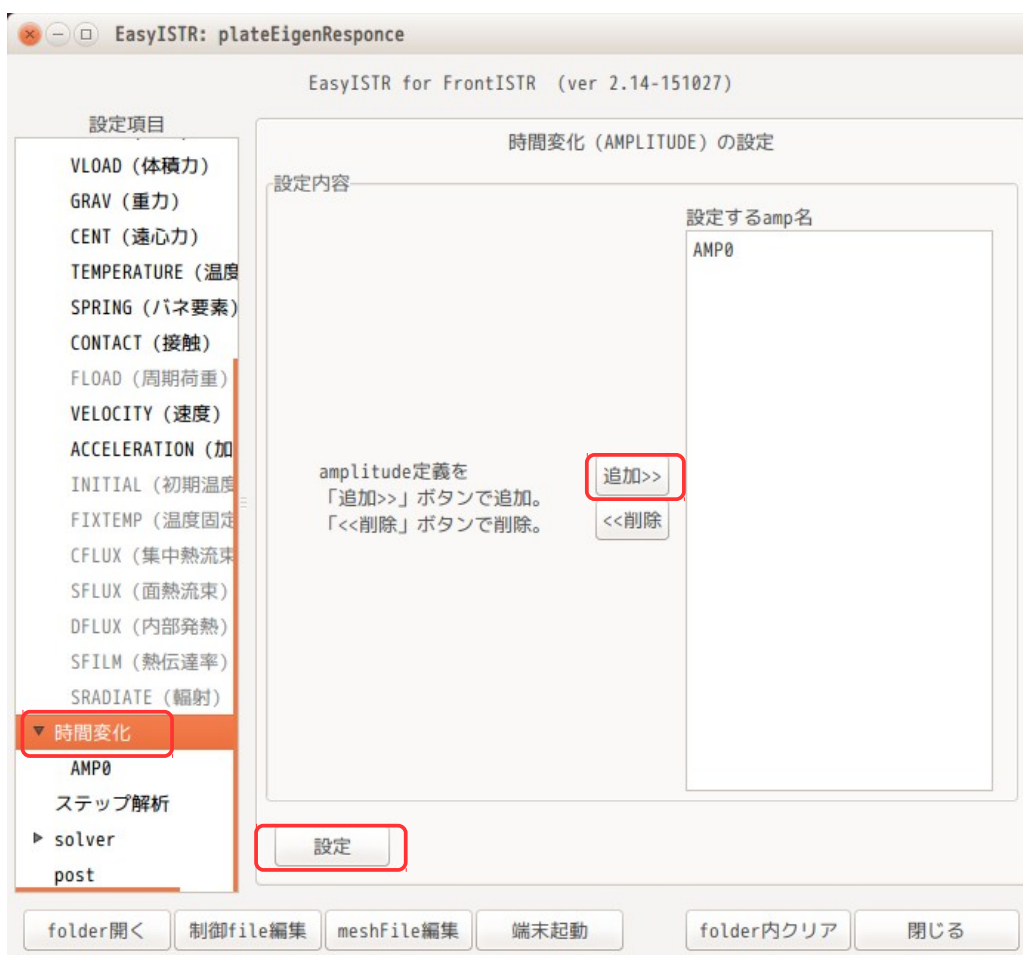 EasyISTR: plateEigenResponce
EasyISTR for FrontISTR (ver 2.14-151027)
設定項目
VLOAD (体積力)
GRAV (重力)
CENT (遠心力)
TEMPERATURE (温度
SPRING (バネ要素)
CONTACT (接触)
FLOAD (周期荷重)
VELOCITY (速度)
ACCELERATION (加
INITIAL (初期温度
FIXTEMP (温度固定
CFLUX (集中熱流束
SFLUX (面熱流束)
DFLUX (内部発熱)
SFILM (熱伝達率)
SRADIATE (輻射)
時間変化
AMP0
ステップ解析
solver
post
時間変化 (AMPLITUDE) の設定
設定内容
設定するamp名
AMP0
amplitude定義を
「追加>>」ボタンで追加。
「<<削除」ボタンで削除。
追加>>
<<削除
設定
folder開く
制御file編集
meshFile編集
端末起動
folder内クリア
閉じる